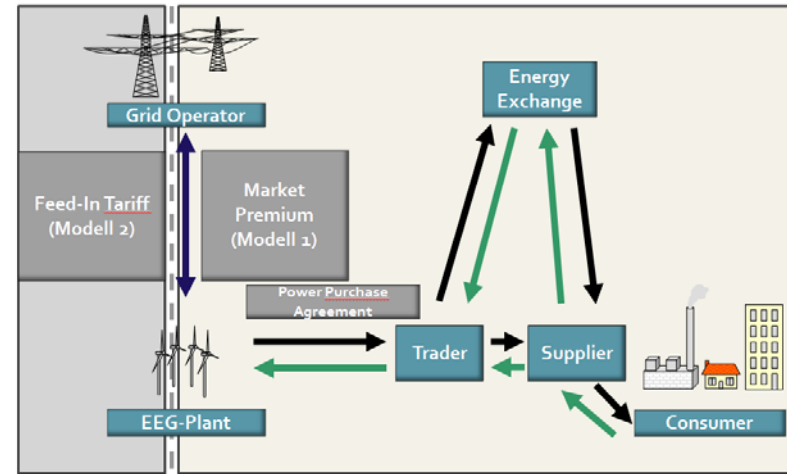 Energy
Exchange
Grid Operator
Feed-In Tariff
(Modell 2)
Market
Premium
(Modell 1)
Power Purchase
Agreement
Trader
Supplier
EEG-Plant
Consumer